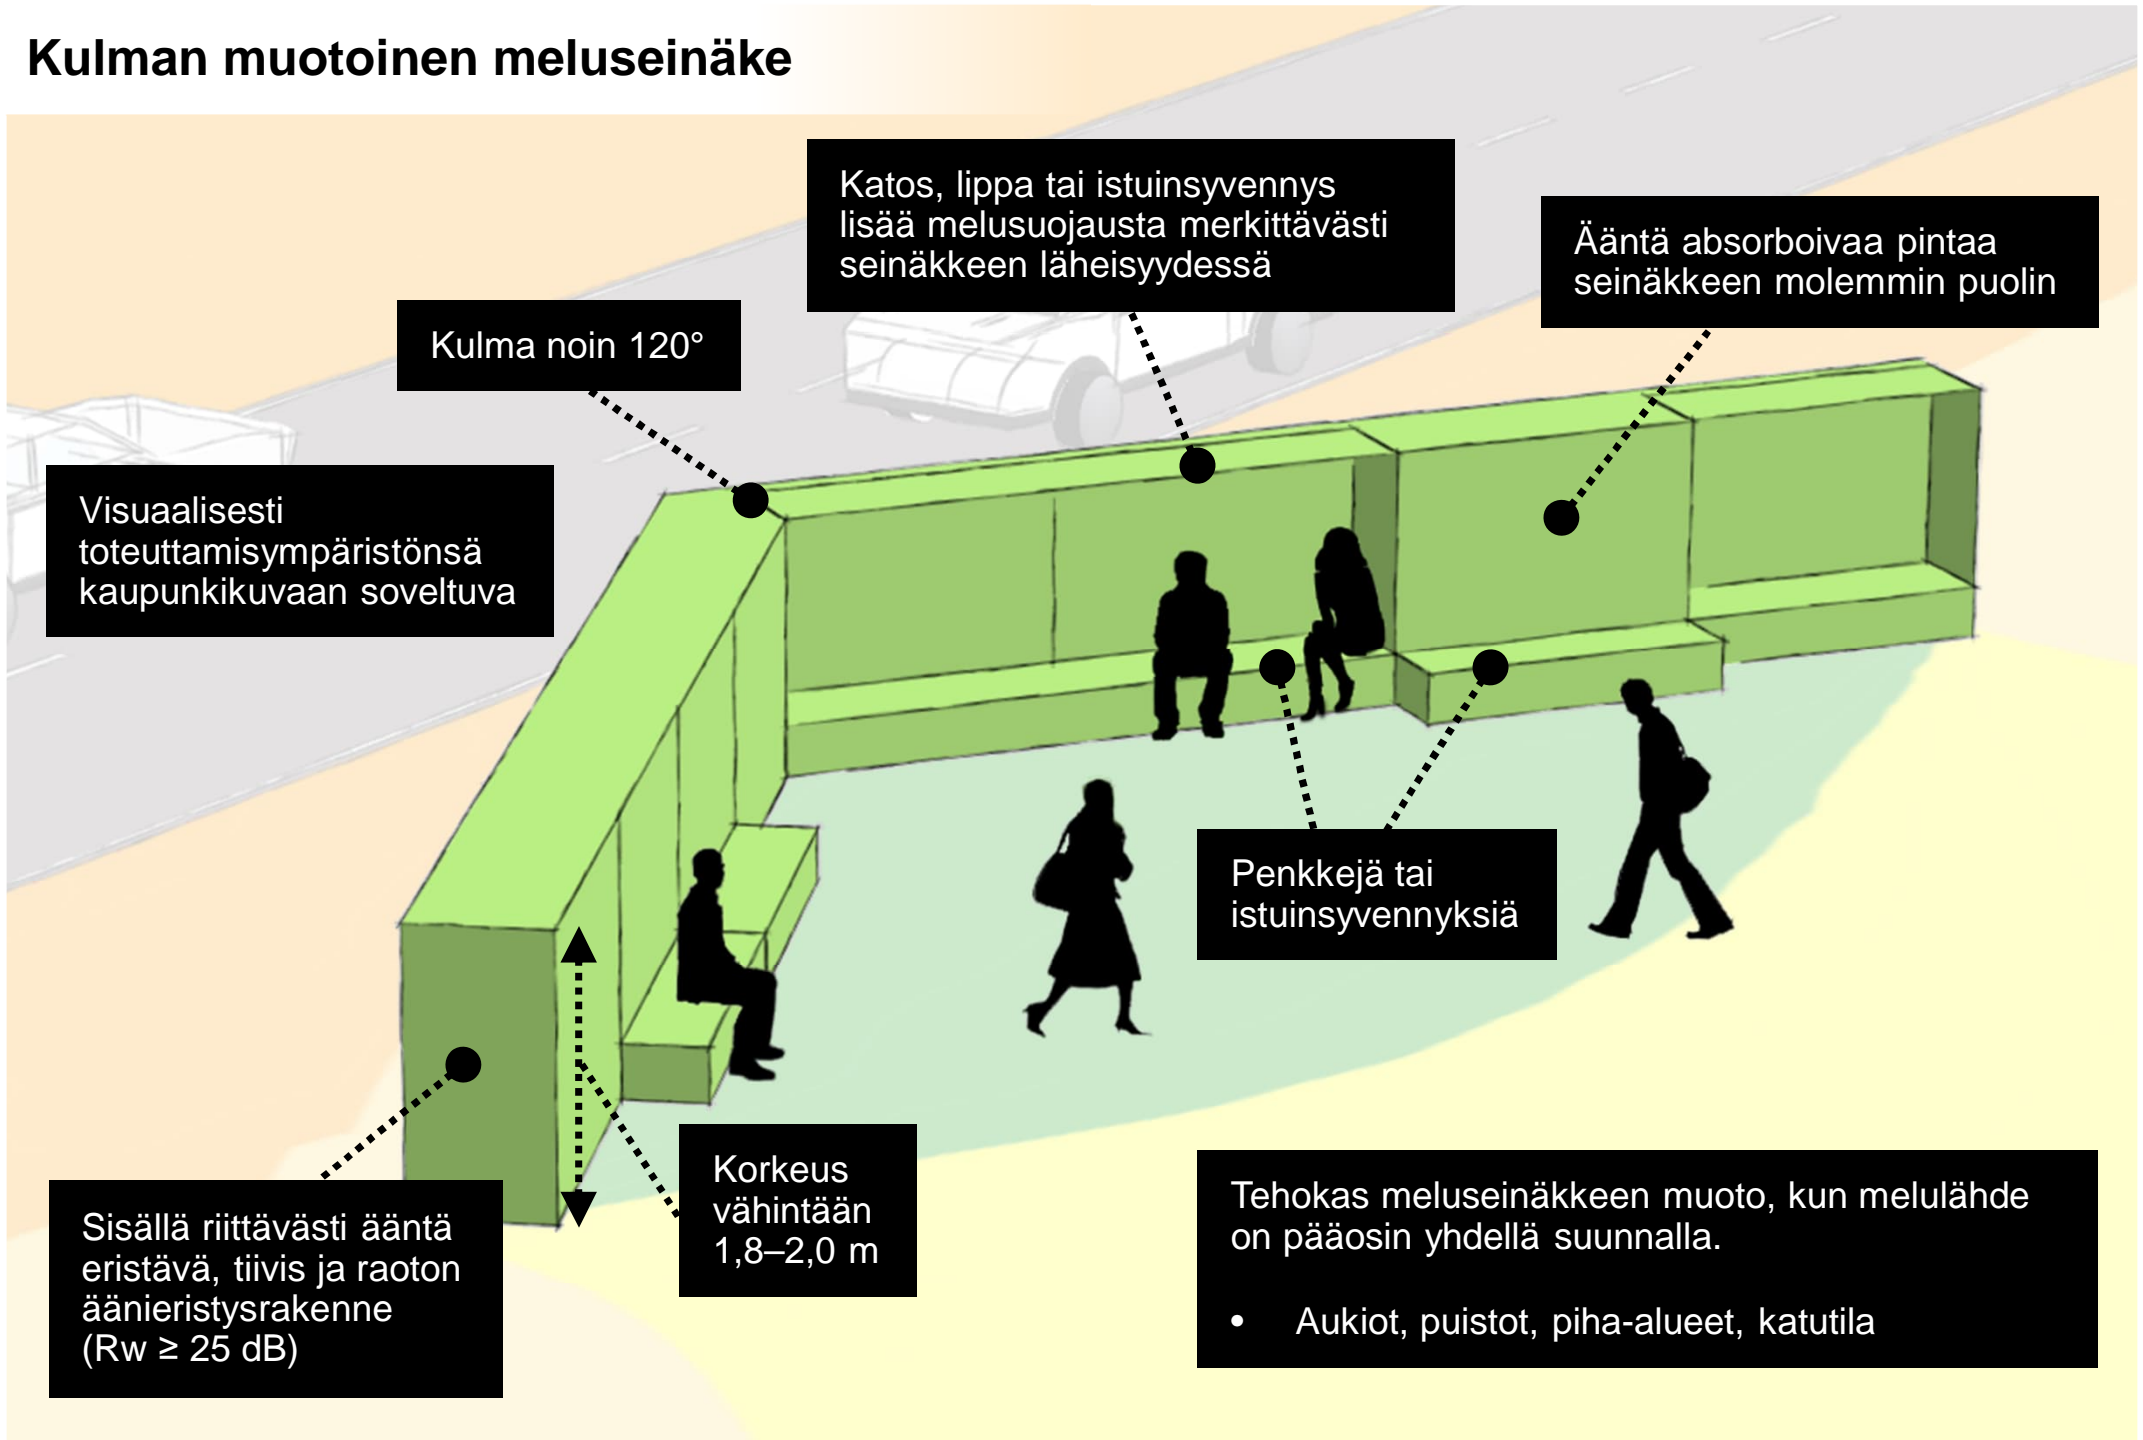 Kulman muotoinen meluseinäke
Katos, lippa tai istuinsyvennys
lisää melusuojausta merkittävästi
seinäkkeen läheisyydessä
Ääntä absorboivaa pintaa
seinäkkeen molemmin puolin
Kulma noin 120°
Visuaalisesti
toteuttamisympäristönsä
kaupunkikuvaan soveltuva
Penkkejä tai
istuinsyvennyksiä
Korkeus
vähintään
1,8–2,0 m
Sisällä riittävästi ääntä
eristävä, tiivis ja raoton
äänieristysrakenne
(Rw ≥ 25 dB)
Tehokas meluseinäkkeen muoto, kun melulähde
on pääosin yhdellä suunnalla.
• Aukiot, puistot, piha-alueet, katutila